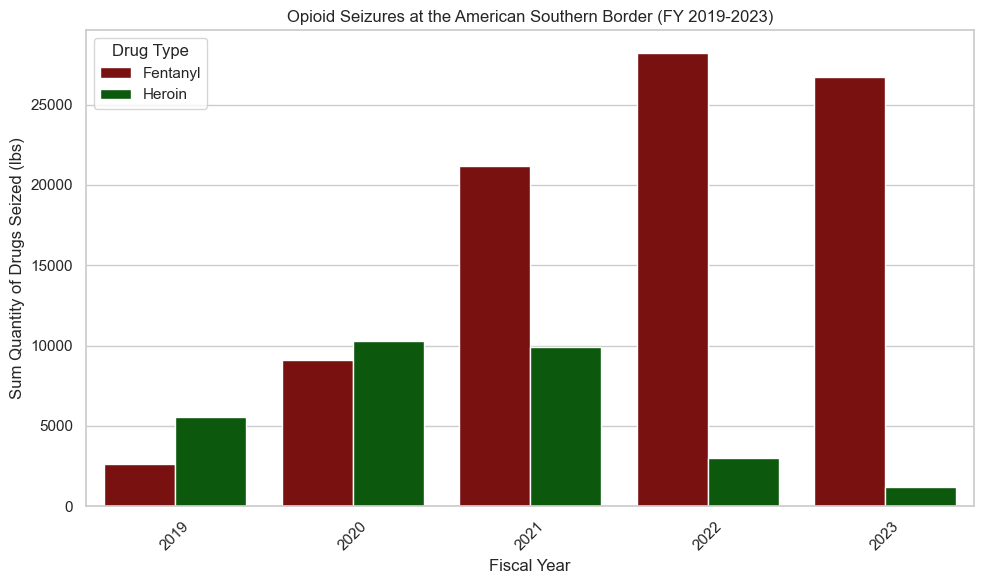 Opioid Seizures at the American Southern Border (FY 2019-2023)
Drug Type
Fentanyl
Heroin
Sum Quantity of Drugs Seized (lbs)
25000
20000
15000
10000
5000
0
2019
2020
2021
2022
2023
Fiscal Year